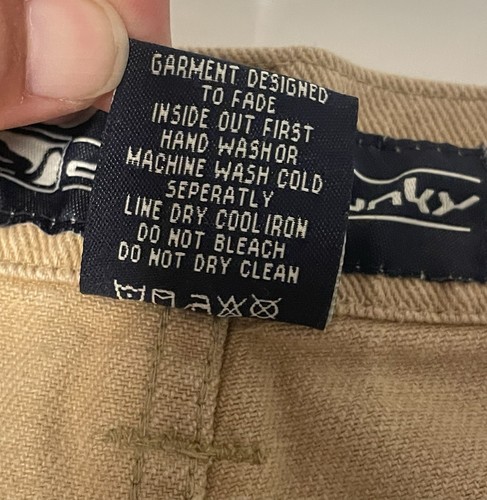 GARMENT DESIGNED
TO FADE
INSIDE OUT FIRST
HAND WASH OR
MACHINE WASH COLD
SEPERATLY
LINE DRY COOL IRON
DO NOT BLEACH
DO NOT DRY CLEAN